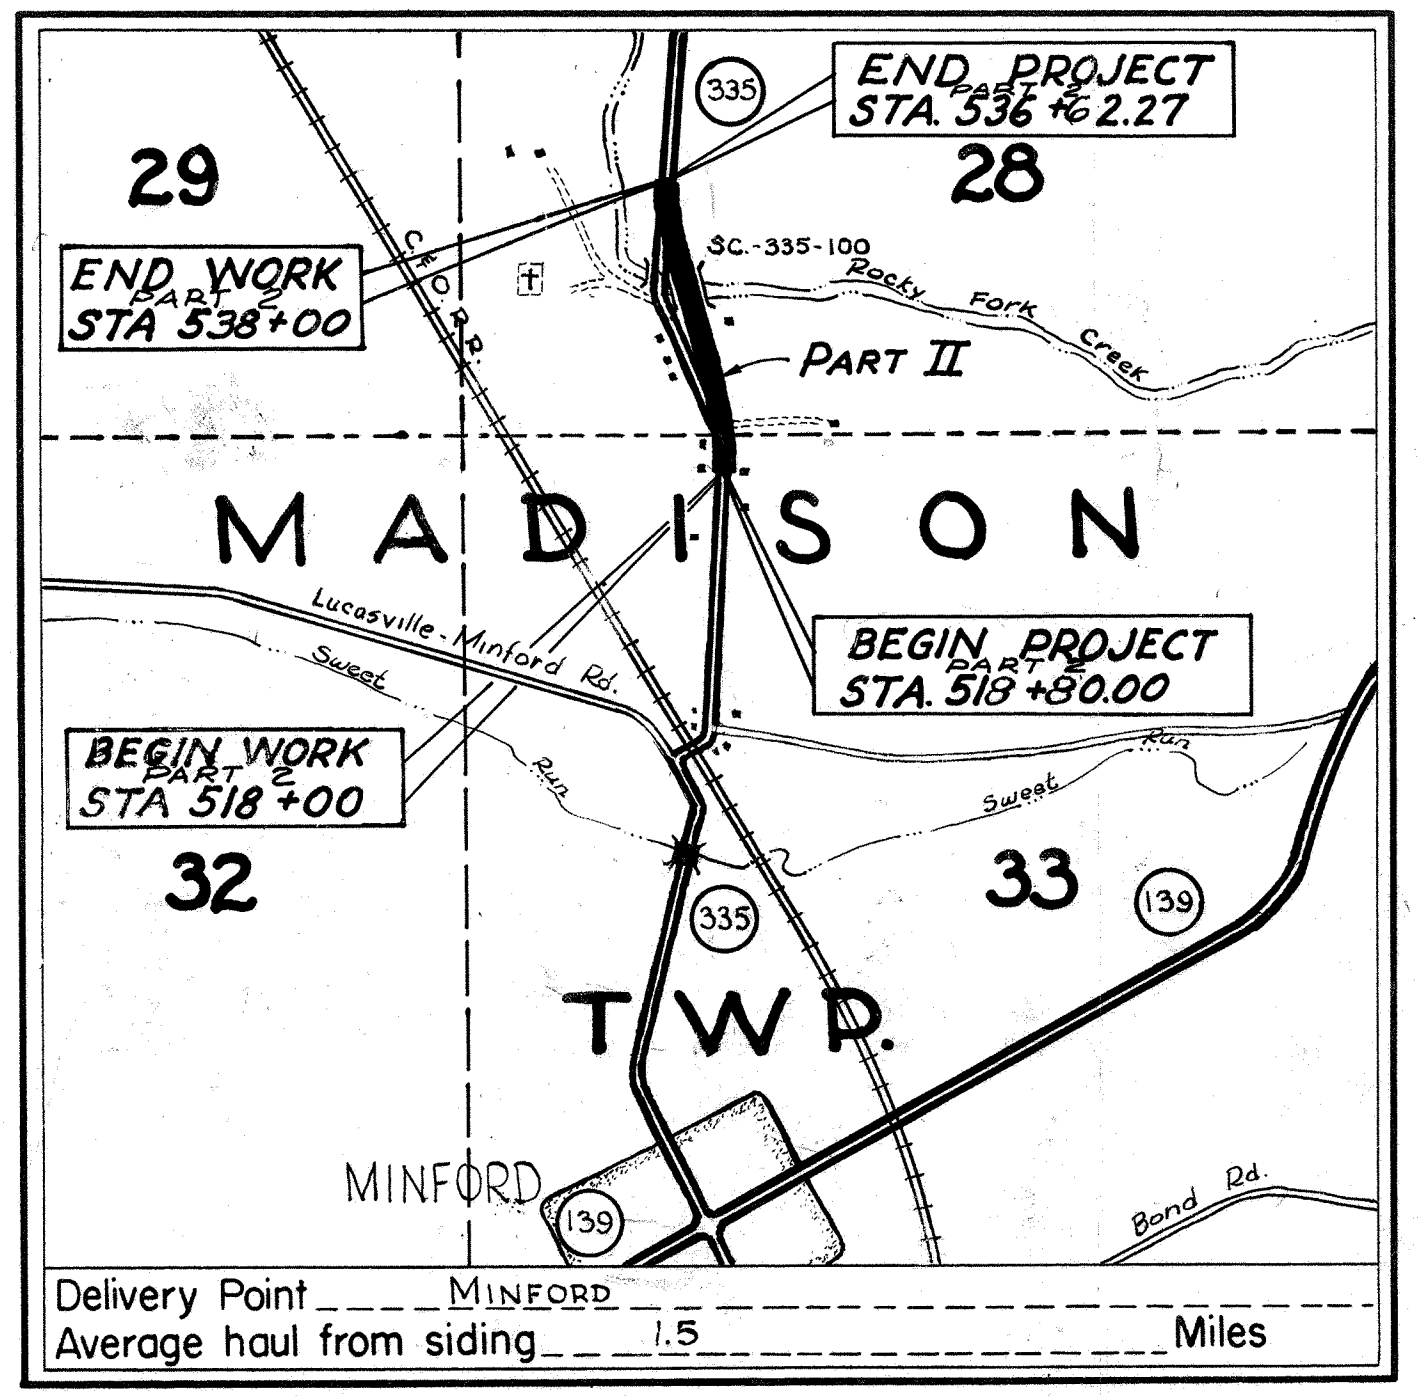 335
END PROJECT
PART 2
STA. 536+62.27
29
28
END WORK
PART 2
STA 538+00
C. & O. R.R.
SC.-335-100
Rocky Fork Creek
PART II
MADISON
Lucasville-Minford Rd.
Sweet Run
BEGIN PROJECT
PART 2
STA. 518+80.00
BEGIN WORK
PART 2
STA 518+00
Sweet Run
32
33
335
139
TWP.
MINFORD
139
Bond Rd.
Delivery Point MINFORD
Average haul from siding 1.5 Miles